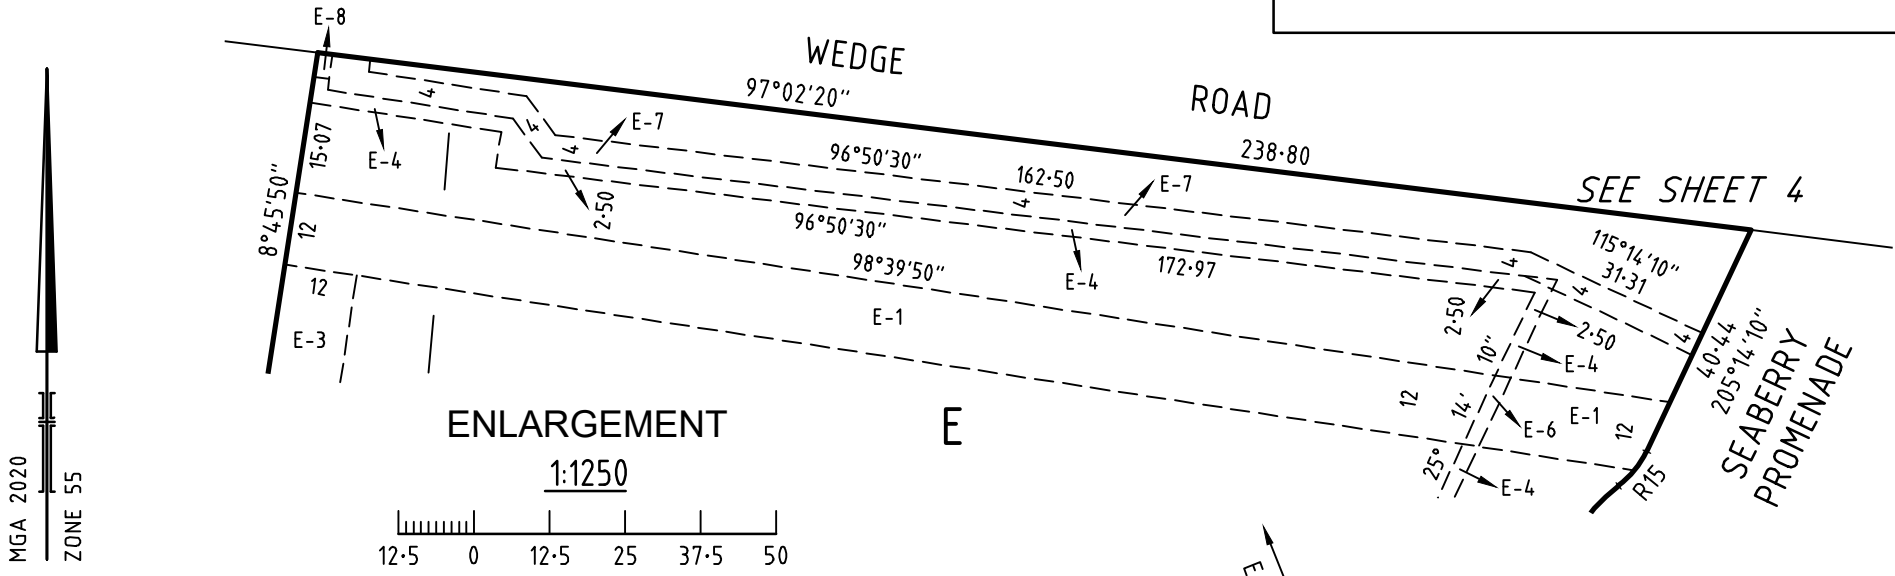 E-8
WEDGE ROAD
97°02'20"
238·80
SEE SHEET 4
4
4
4
E-7
E-4
15·07
8°45'50"
96°50'30"
162·50
4
E-7
2·50
96°50'30"
E-4
172·97
98°39'50"
12
12
E-3
E-1
115°14'10"
31·31
4
4
4
2·50
2·50
E-4
40·44
205°14'10"
SEABERRY
PROMENADE
25° 14' 10"
12
E-6
E-1
12
E-4
R15
ENLARGEMENT
1:1250
12·5 0 12·5 25 37·5 50
E
E
MGA 2020
ZONE 55